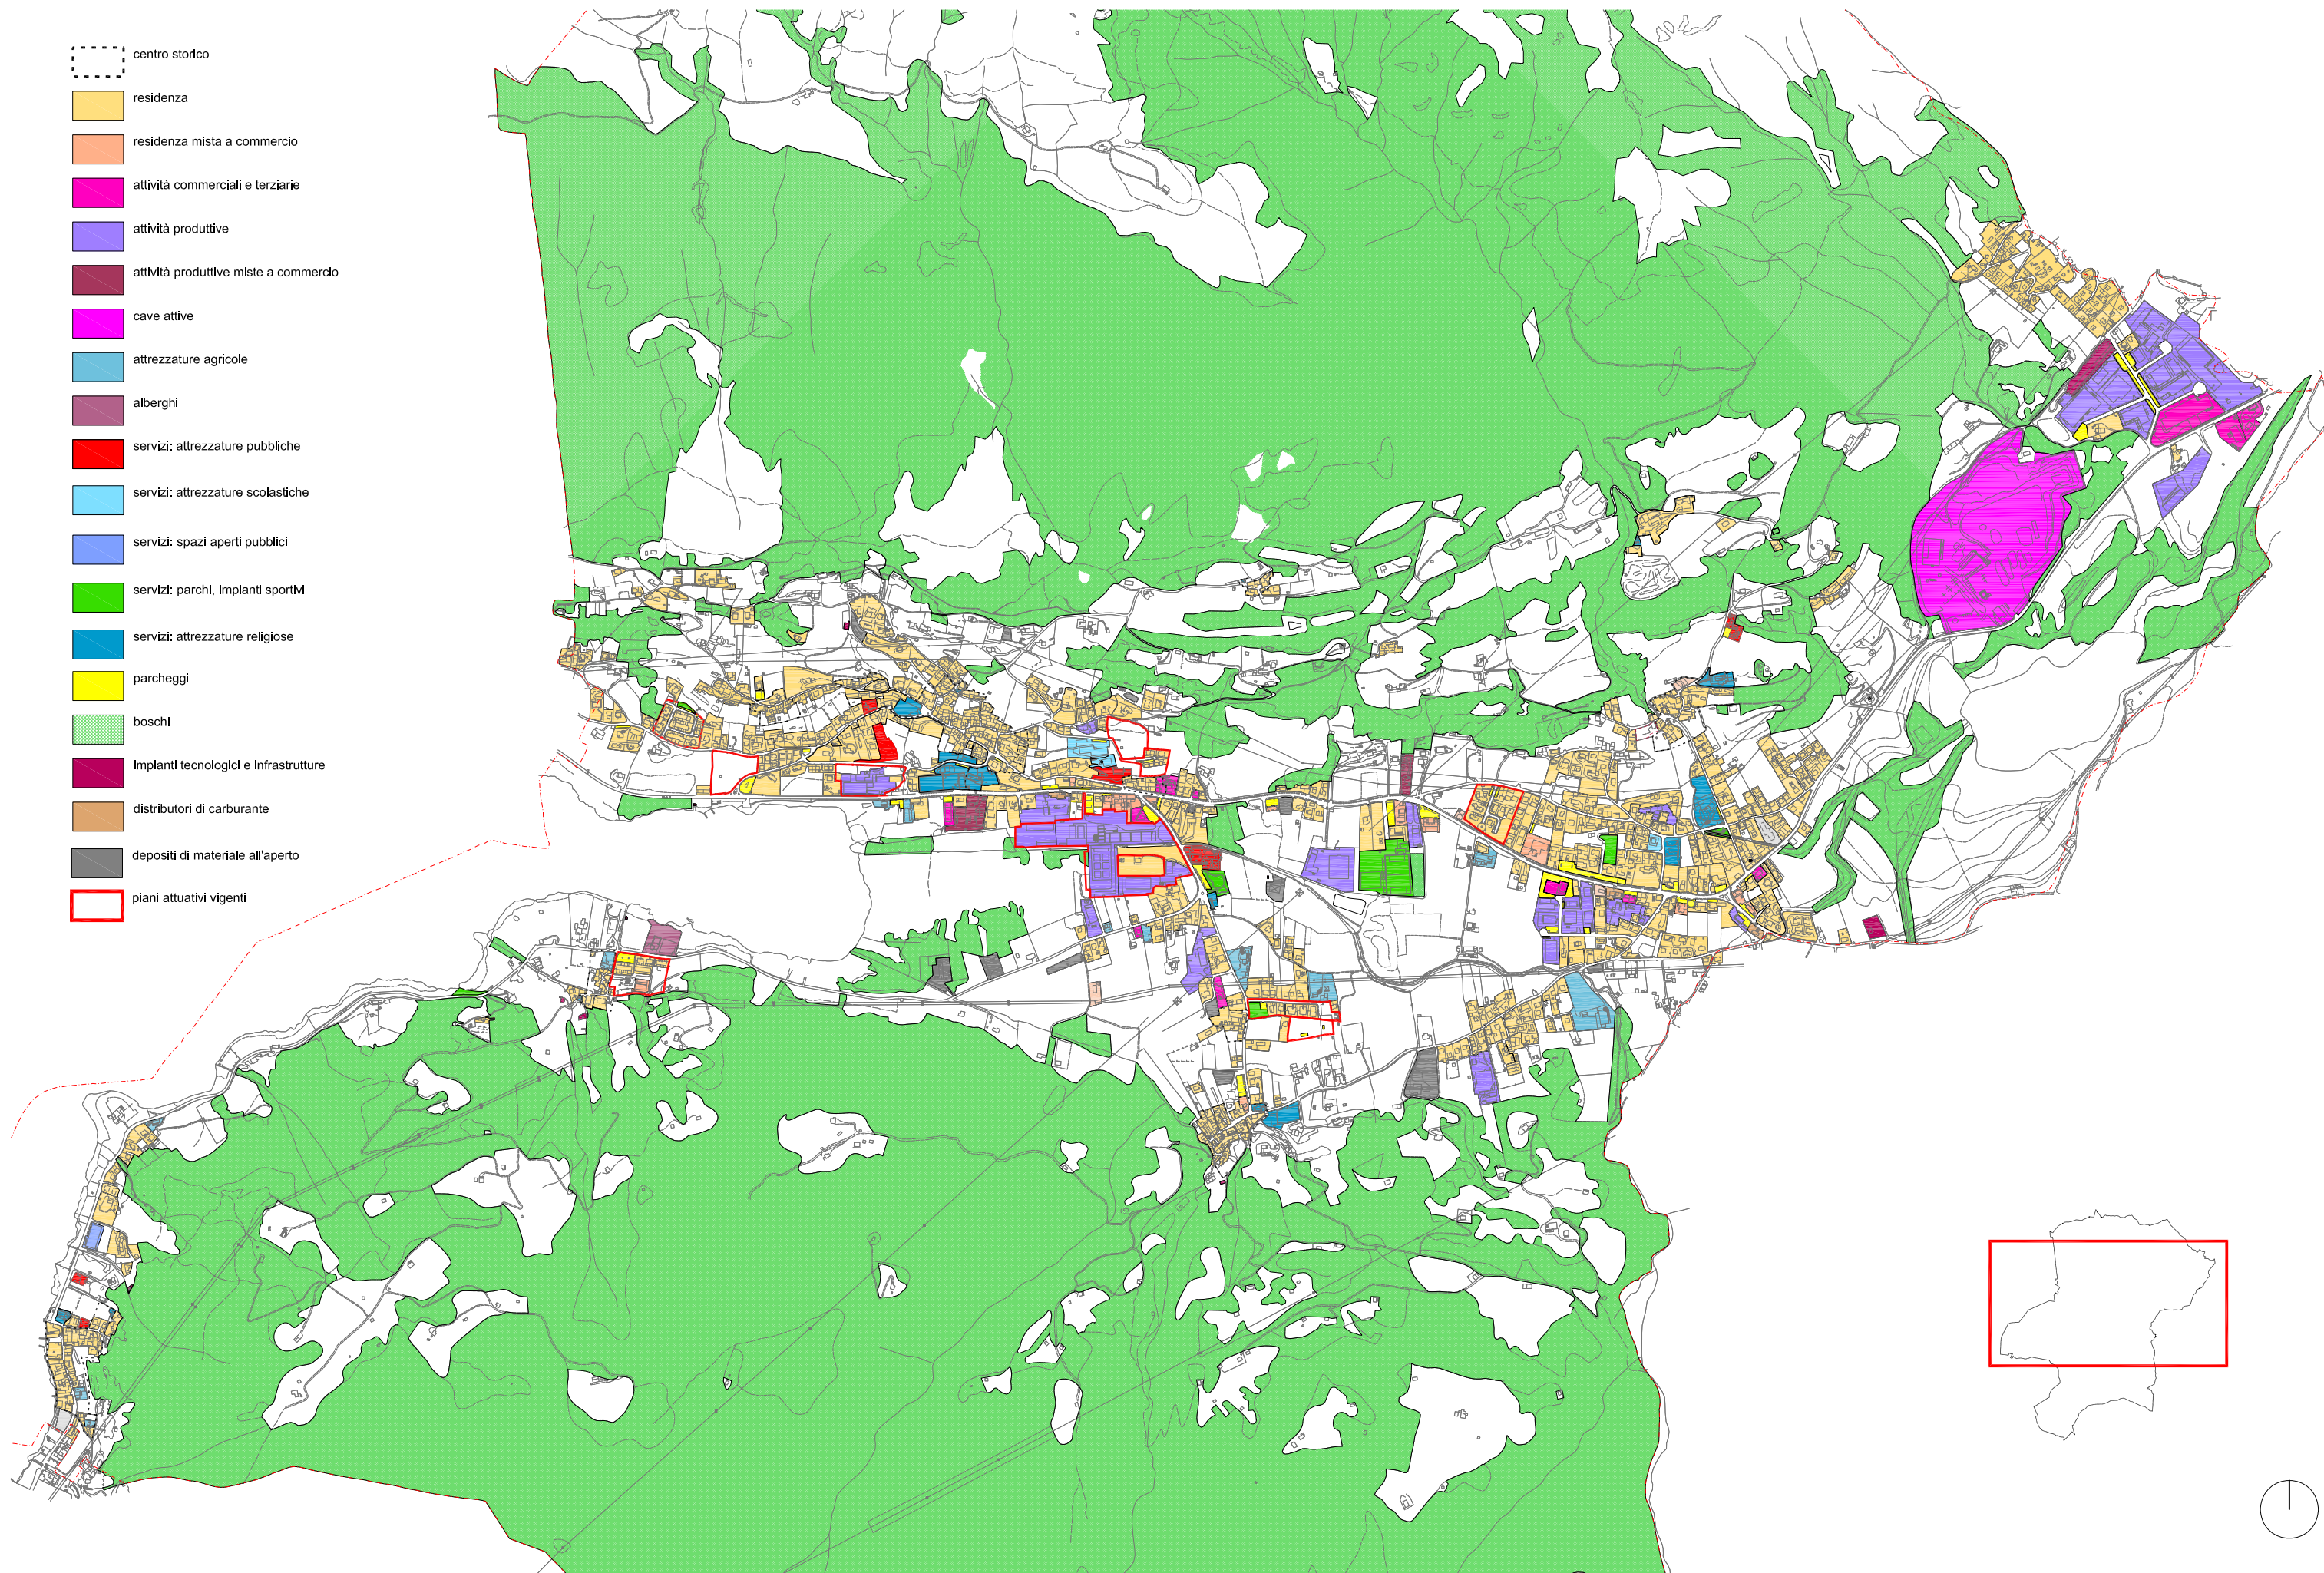 centro storico
residenza
residenza mista a commercio
attività commerciali e terziarie
attività produttive
attività produttive miste a commercio
cave attive
attrezzature agricole
alberghi
servizi: attrezzature pubbliche
servizi: attrezzature scolastiche
servizi: spazi aperti pubblici
servizi: parchi, impianti sportivi
servizi: attrezzature religiose
parcheggi
boschi
impianti tecnologici e infrastrutture
distributori di carburante
depositi di materiale all'aperto
piani attuativi vigenti